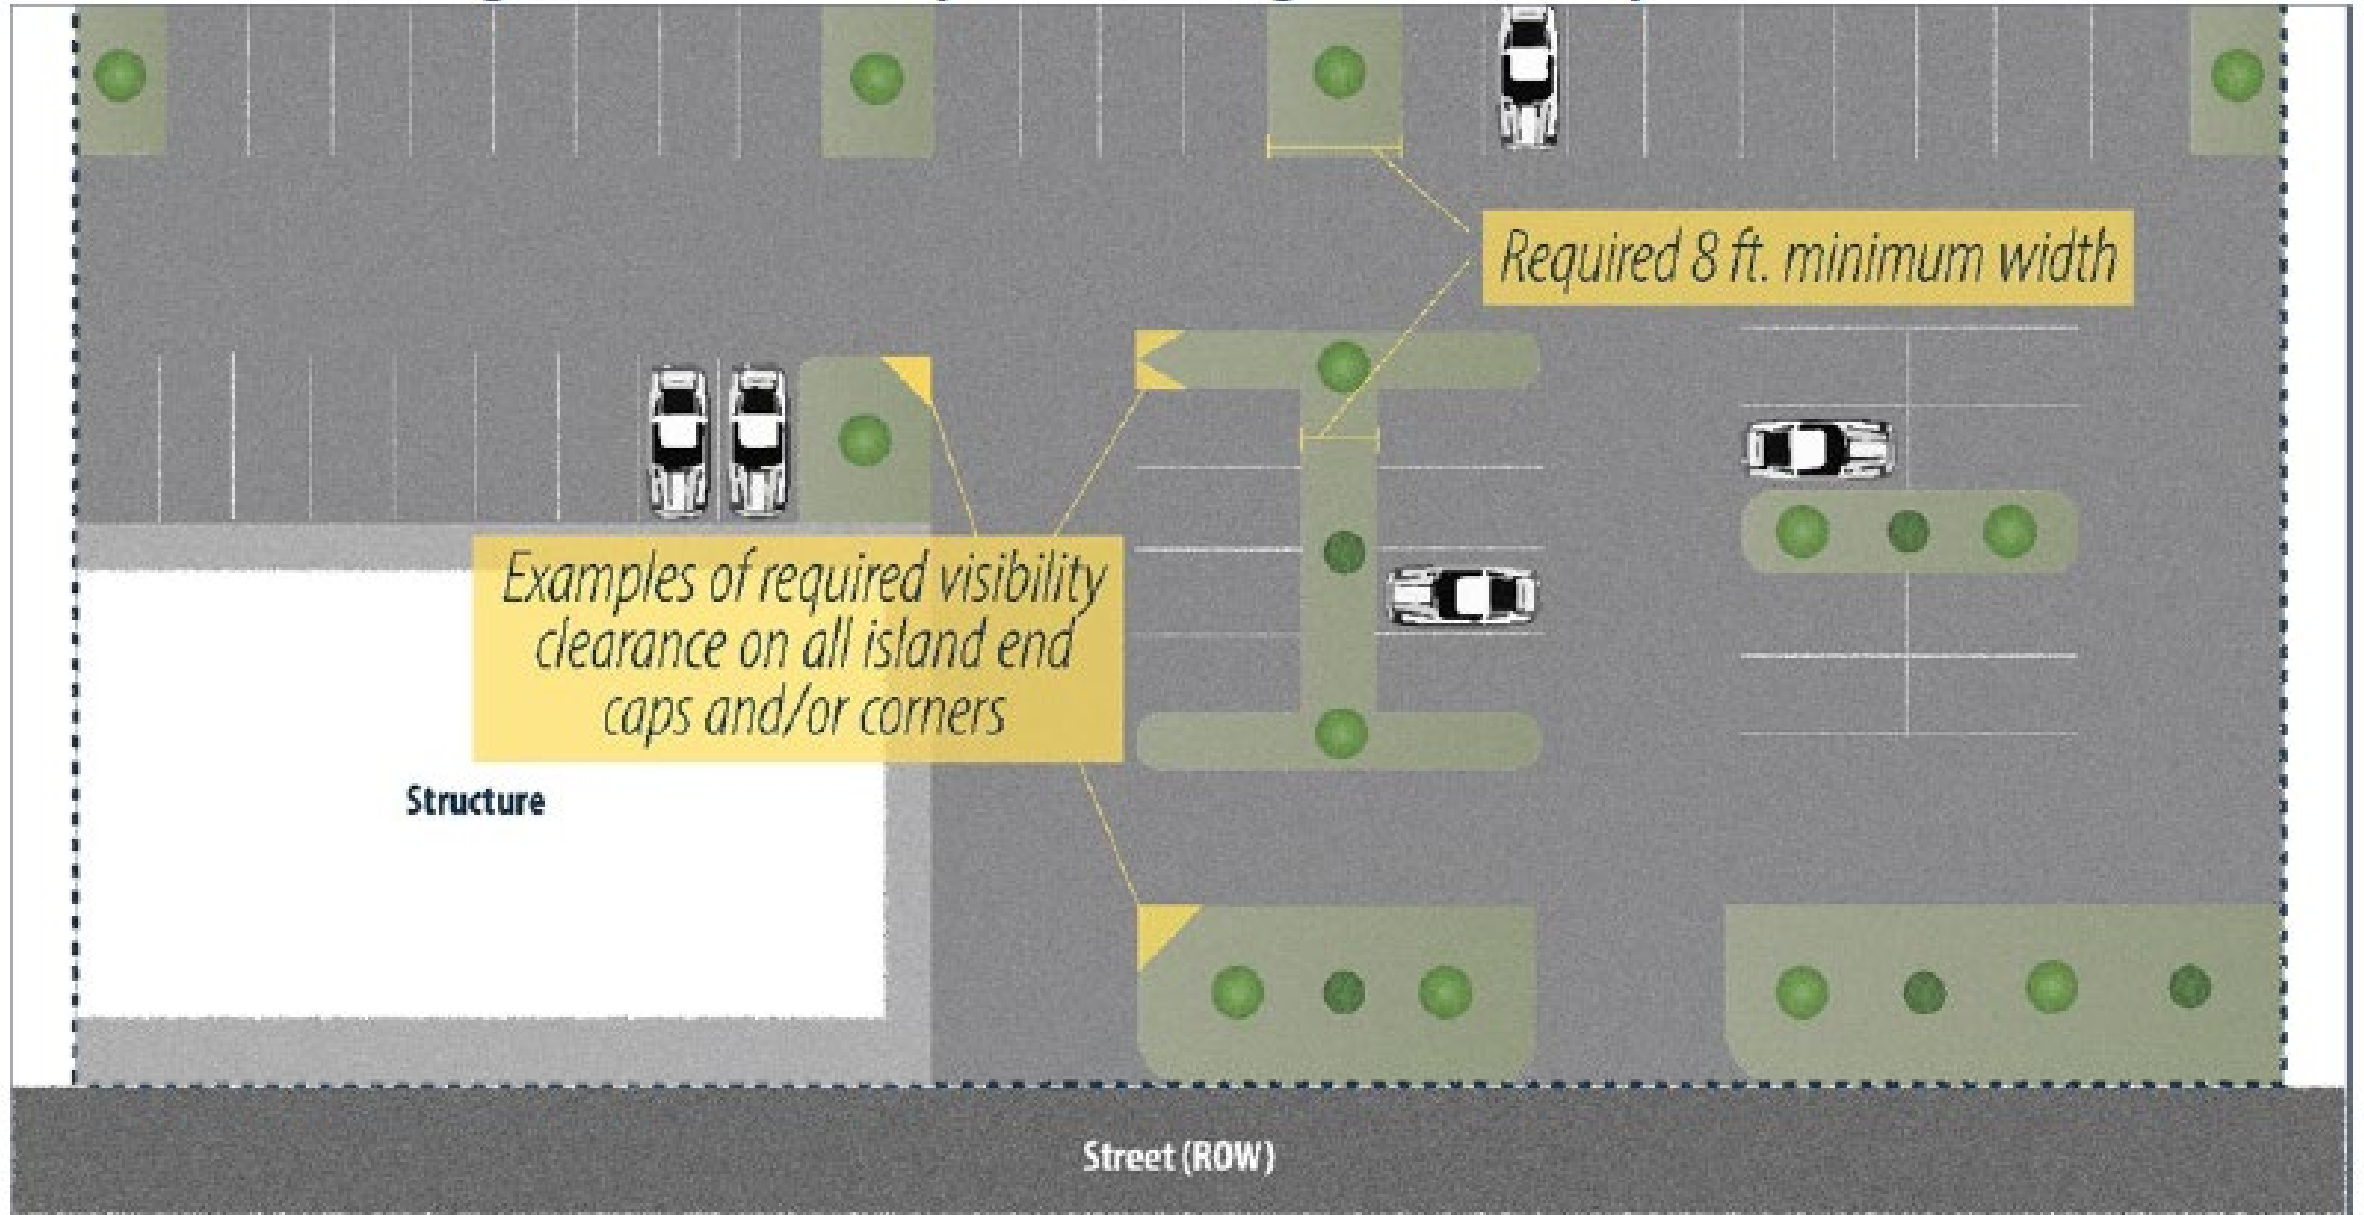 Required 8 ft. minimum width
Examples of required visibility
clearance on all island end
caps and/or corners
Structure
Street (ROW)